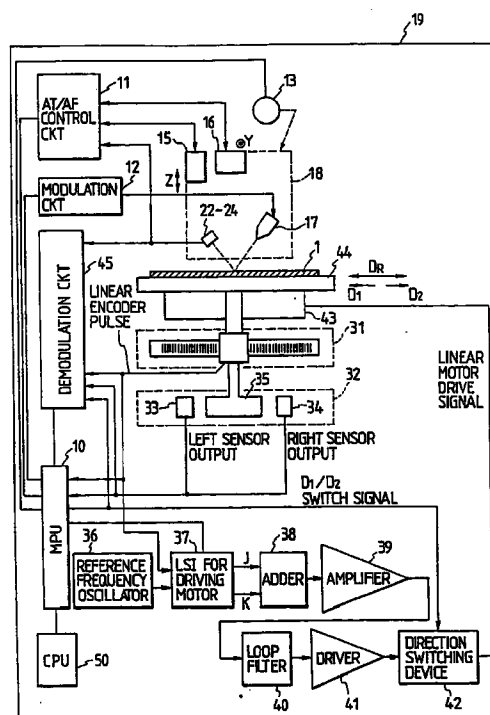 19
11
13
AT/AF
CONTROL
CKT
15
16
Y
18
Z
12
MODULATION
CKT
17
22-24
45
1
44
DR
D1
D2
43
DEMODULATION CKT
LINEAR
ENCODER
PULSE
31
35
32
33
34
LINEAR
MOTOR
DRIVE
SIGNAL
LEFT SENSOR
OUTPUT
RIGHT SENSOR
OUTPUT
10
D1/D2
SWITCH SIGNAL
MPU
36
37
38
39
REFERENCE
FREQUENCY
OSCILLATOR
LSI FOR
DRIVING
MOTOR
J
K
ADDER
AMPLIFIER
CPU
50
LOOP
FILTER
40
DRIVER
41
DIRECTION
SWITCHING
DEVICE
42